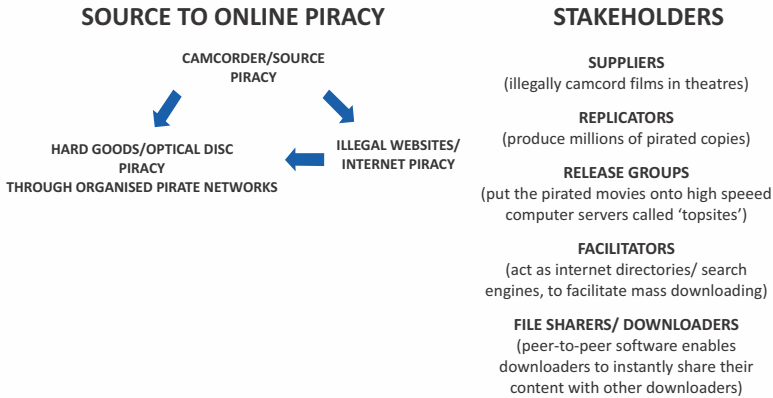 SOURCE TO ONLINE PIRACY
CAMCORDER/SOURCE
PIRACY
HARD GOODS/OPTICAL DISC
PIRACY
THROUGH ORGANISED PIRATE NETWORKS
ILLEGAL WEBSITES/
INTERNET PIRACY
STAKEHOLDERS
SUPPLIERS
(illegally camcord films in theatres)
REPLICATORS
(produce millions of pirated copies)
RELEASE GROUPS
(put the pirated movies onto high speeed
computer servers called ‘topsites’)
FACILITATORS
(act as internet directories/ search
engines, to facilitate mass downloading)
FILE SHARERS/ DOWNLOADERS
(peer-to-peer software enables
downloaders to instantly share their
content with other downloaders)